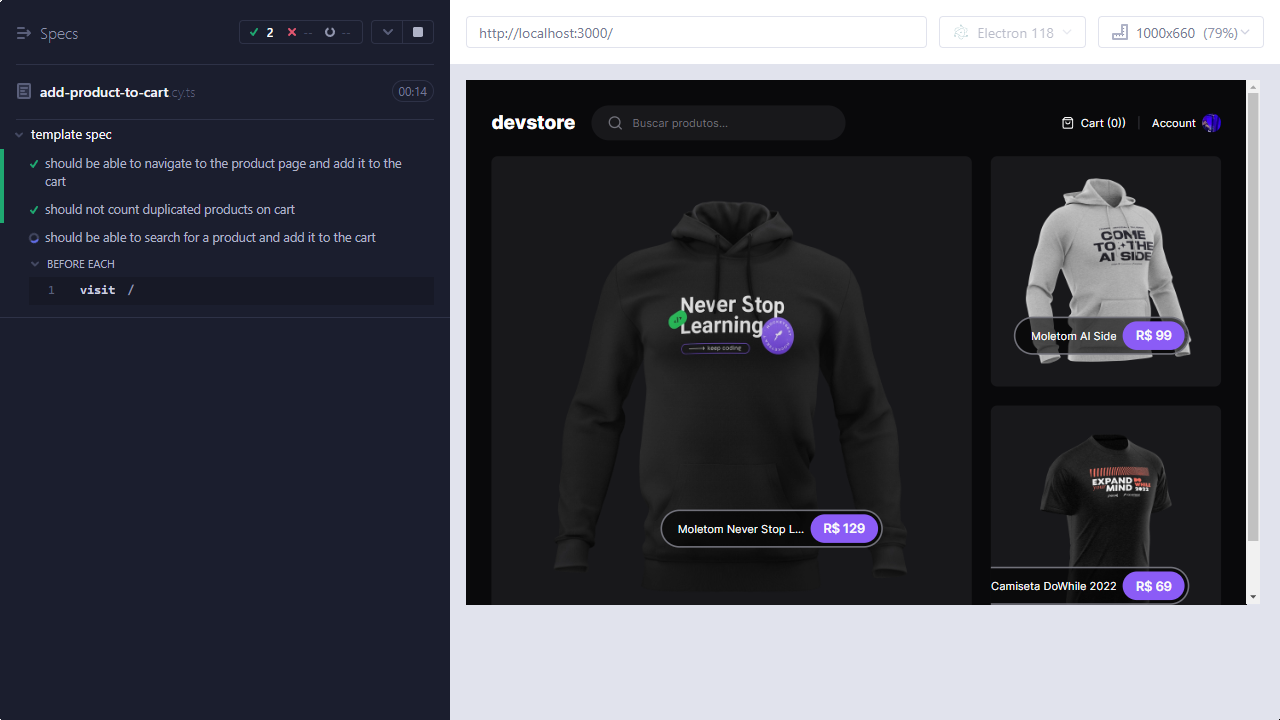 Specs
2
--
--
http://localhost:3000/
Electron 118
1000x660 (79%)
add-product-to-cart.cy.ts
00:14
template spec
should be able to navigate to the product page and add it to the
cart
should not count duplicated products on cart
should be able to search for a product and add it to the cart
BEFORE EACH
1 visit /
devstore
Buscar produtos...
Cart (0))
Account
Never Stop
Learning
keep coding
Moletom Never Stop L...
R$ 129
COME
TO THE
AI SIDE
Moletom AI Side
R$ 99
EXPAND
MIND
2022
Camiseta DoWhile 2022
R$ 69